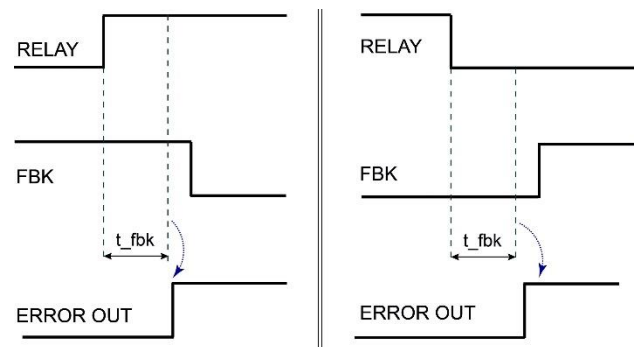 RELAY
FBK
t_fbk
ERROR OUT
RELAY
FBK
t_fbk
ERROR OUT